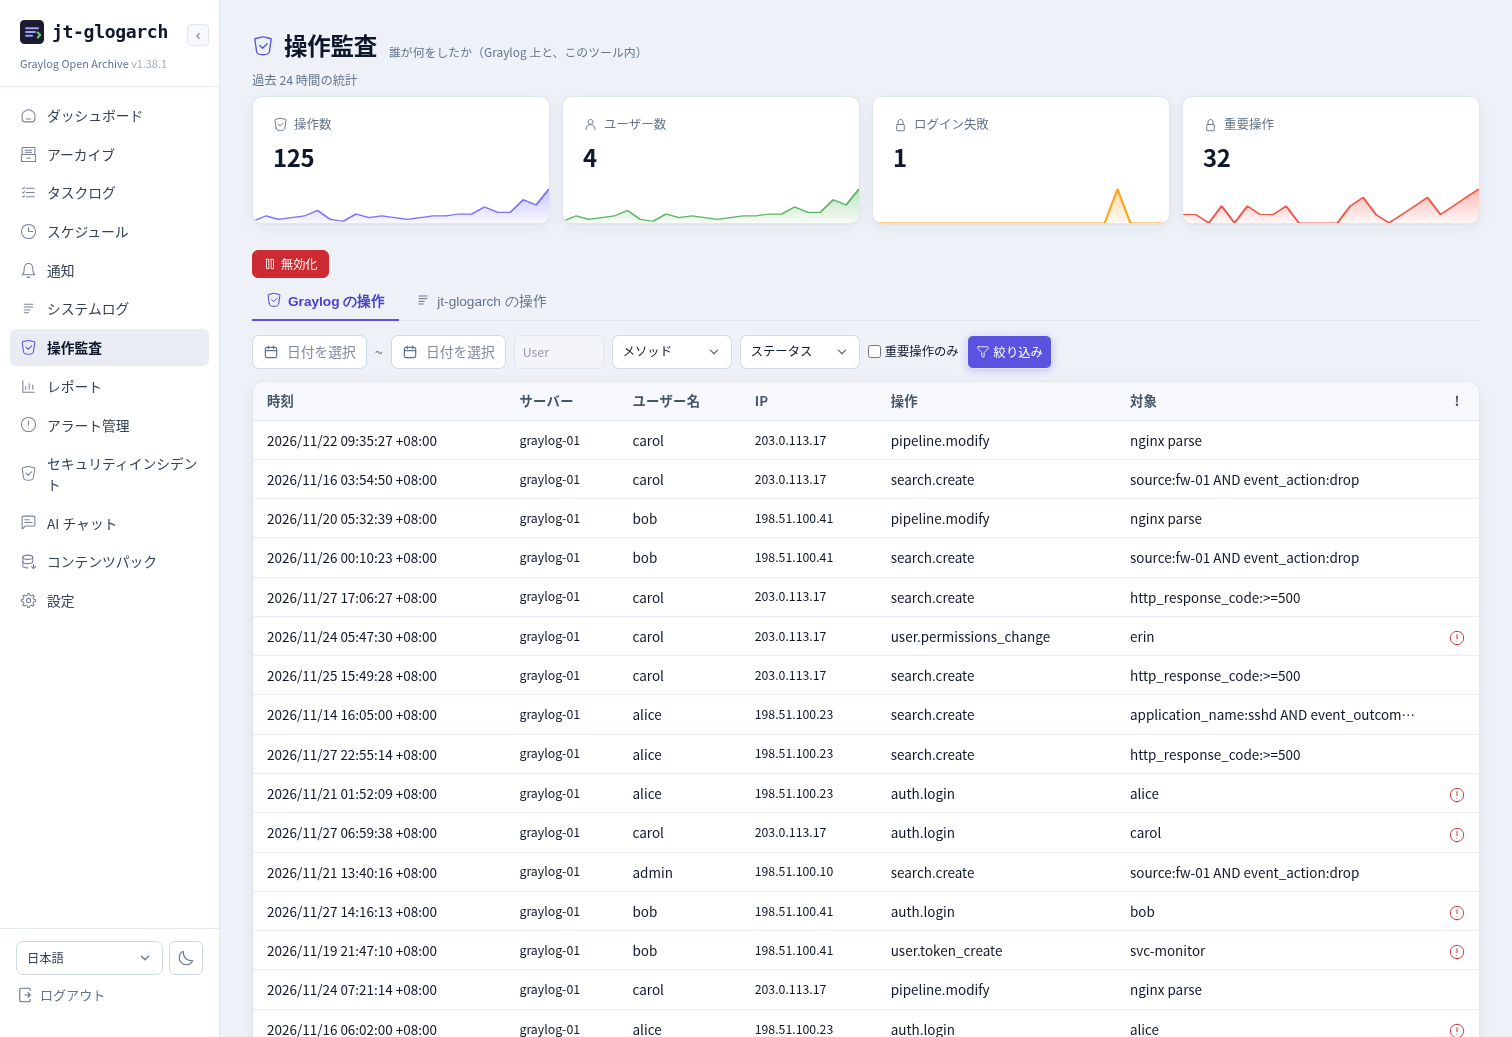 jt-glogarch
Graylog Open Archive v1.38.1
ダッシュボード
アーカイブ
タスクログ
スケジュール
通知
システムログ
操作監査
レポート
アラート管理
セキュリティインシデン
ト
AI チャット
コンテンツパック
設定
日本語
ログアウト
操作監査 誰が何をしたか（Graylog 上と、このツール内）
過去 24 時間の統計
操作数
125
ユーザー数
4
ログイン失敗
1
重要操作
32
無効化
Graylog の操作 jt-glogarch の操作
日付を選択 ~ 日付を選択 User メソッド ステータス 重要操作のみ 絞り込み
時刻 サーバー ユーザー名 IP 操作 対象 !
2026/11/22 09:35:27 +08:00 graylog-01 carol 203.0.113.17 pipeline.modify nginx parse
2026/11/16 03:54:50 +08:00 graylog-01 carol 203.0.113.17 search.create source:fw-01 AND event_action:drop
2026/11/20 05:32:39 +08:00 graylog-01 bob 198.51.100.41 pipeline.modify nginx parse
2026/11/26 00:10:23 +08:00 graylog-01 bob 198.51.100.41 search.create source:fw-01 AND event_action:drop
2026/11/27 17:06:27 +08:00 graylog-01 carol 203.0.113.17 search.create http_response_code:>=500
2026/11/24 05:47:30 +08:00 graylog-01 carol 203.0.113.17 user.permissions_change erin
2026/11/25 15:49:28 +08:00 graylog-01 carol 203.0.113.17 search.create http_response_code:>=500
2026/11/14 16:05:00 +08:00 graylog-01 alice 198.51.100.23 search.create application_name:sshd AND event_outcom…
2026/11/27 22:55:14 +08:00 graylog-01 alice 198.51.100.23 search.create http_response_code:>=500
2026/11/21 01:52:09 +08:00 graylog-01 alice 198.51.100.23 auth.login alice
2026/11/27 06:59:38 +08:00 graylog-01 carol 203.0.113.17 auth.login carol
2026/11/21 13:40:16 +08:00 graylog-01 admin 198.51.100.10 search.create source:fw-01 AND event_action:drop
2026/11/27 14:16:13 +08:00 graylog-01 bob 198.51.100.41 auth.login bob
2026/11/19 21:47:10 +08:00 graylog-01 bob 198.51.100.41 user.token_create svc-monitor
2026/11/24 07:21:14 +08:00 graylog-01 carol 203.0.113.17 pipeline.modify nginx parse
2026/11/16 06:02:00 +08:00 graylog-01 alice 198.51.100.23 auth.login alice